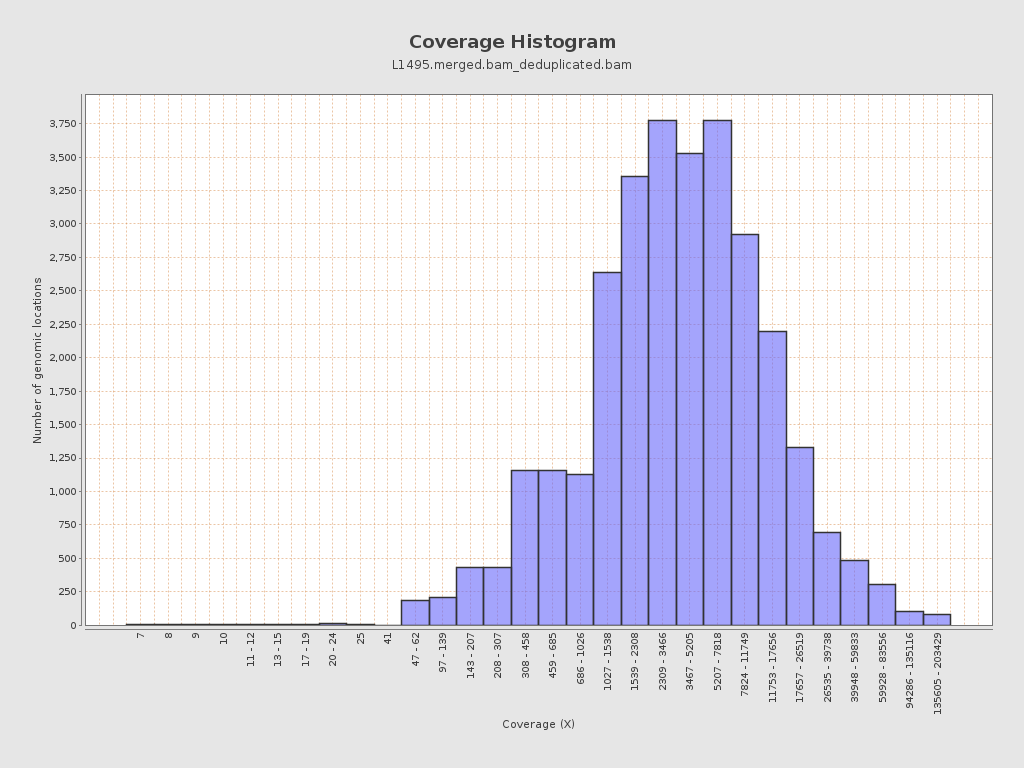 Coverage Histogram
L1495.merged.bam_deduplicated.bam
Number of genomic locations
3,750
3,500
3,250
3,000
2,750
2,500
2,250
2,000
1,750
1,500
1,250
1,000
750
500
250
0
7
8
9
10
11 - 12
13 - 15
17 - 19
20 - 24
25
41
47 - 62
97 - 139
143 - 207
208 - 307
308 - 458
459 - 685
686 - 1026
1027 - 1538
1539 - 2308
2309 - 3466
3467 - 5205
5207 - 7818
7824 - 11749
11753 - 17656
17657 - 26519
26535 - 39738
39948 - 59833
59928 - 83556
94286 - 135116
135605 - 203429
Coverage (X)